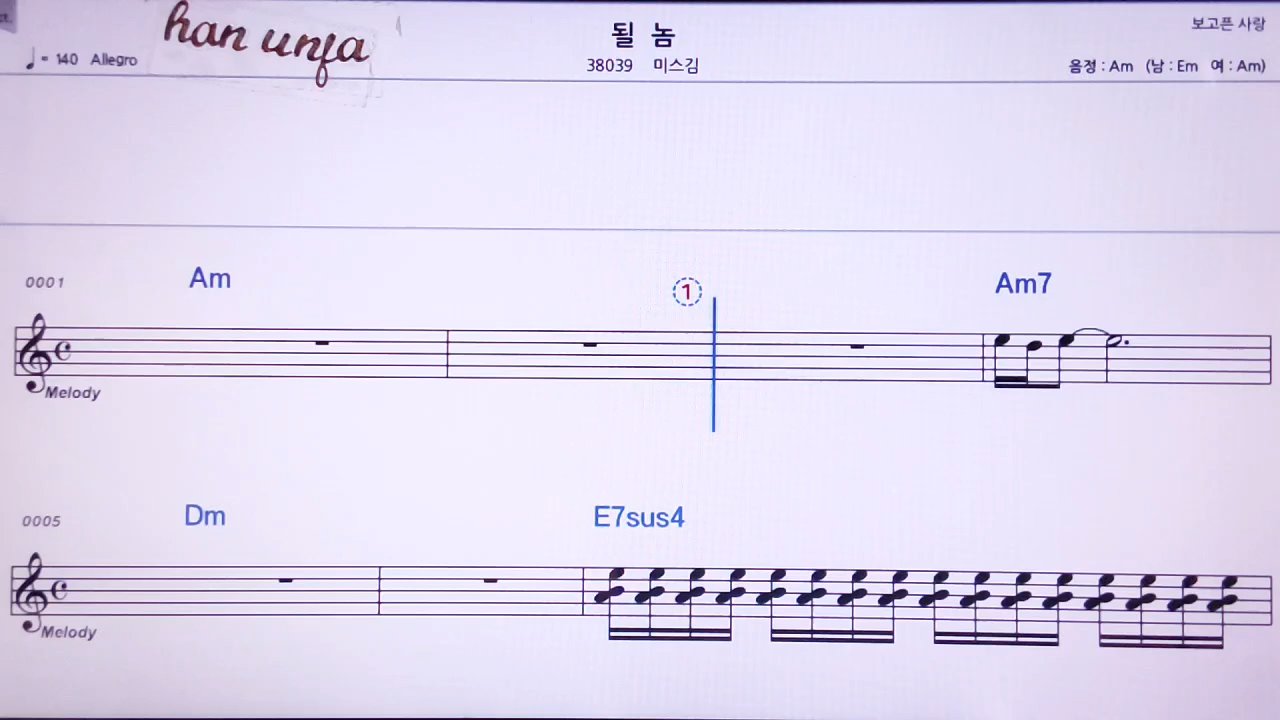 han unja
될 놈
보고픈 사랑
♩= 140 Allegro
38039 미스김
음정 : Am (남 : Em 여 : Am)
0001 Am
1
Am7
Melody
0005 Dm E7sus4
Melody